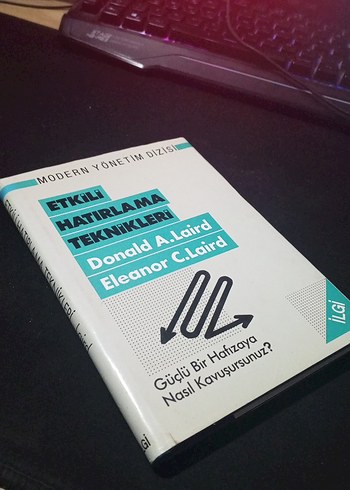 MODERN YÖNETİM DİZİSİ
ETKİLİ
HATIRLAMA
TEKNİKLERİ
Donald A.Laird
Eleanor C.Laird
Güçlü Bir Hafızaya
Nasıl Kavuşursunuz?
İLGİ